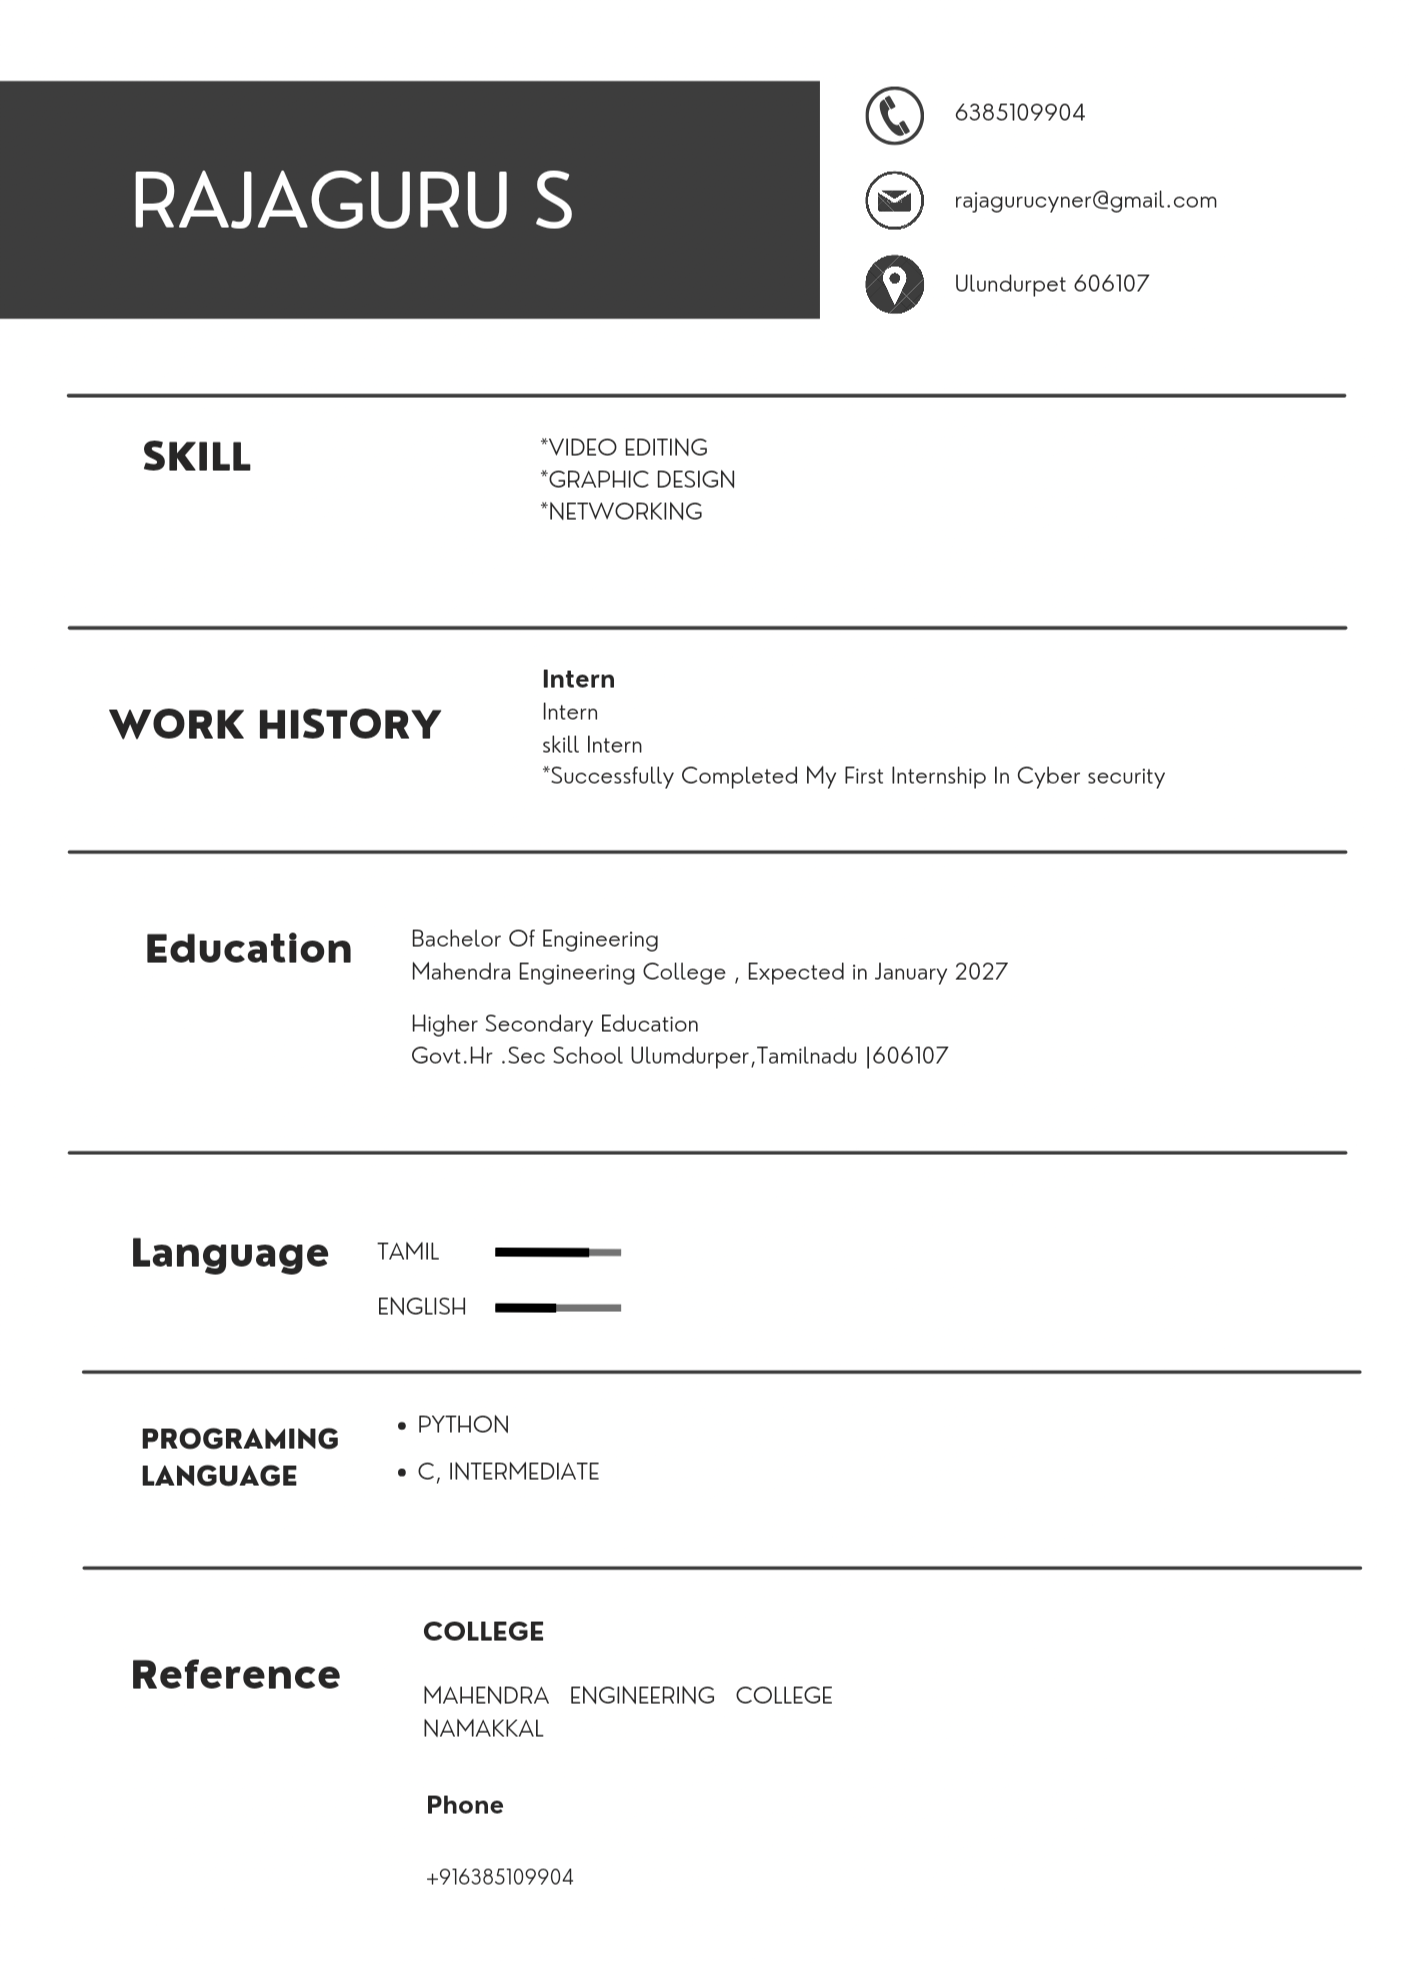 RAJAGURU S
6385109904
rajagurucyner@gmail.com
Ulundurpet 606107
SKILL
*VIDEO EDITING
*GRAPHIC DESIGN
*NETWORKING
WORK HISTORY
Intern
Intern
skill Intern
*Successfully Completed My First Internship In Cyber security
Education
Bachelor Of Engineering
Mahendra Engineering College , Expected in January 2027
Higher Secondary Education
Govt.Hr .Sec School Ulumdurper,Tamilnadu |606107
Language
TAMIL
ENGLISH
PROGRAMING
LANGUAGE
• PYTHON
• C, INTERMEDIATE
Reference
COLLEGE
MAHENDRA ENGINEERING COLLEGE
NAMAKKAL
Phone
+916385109904